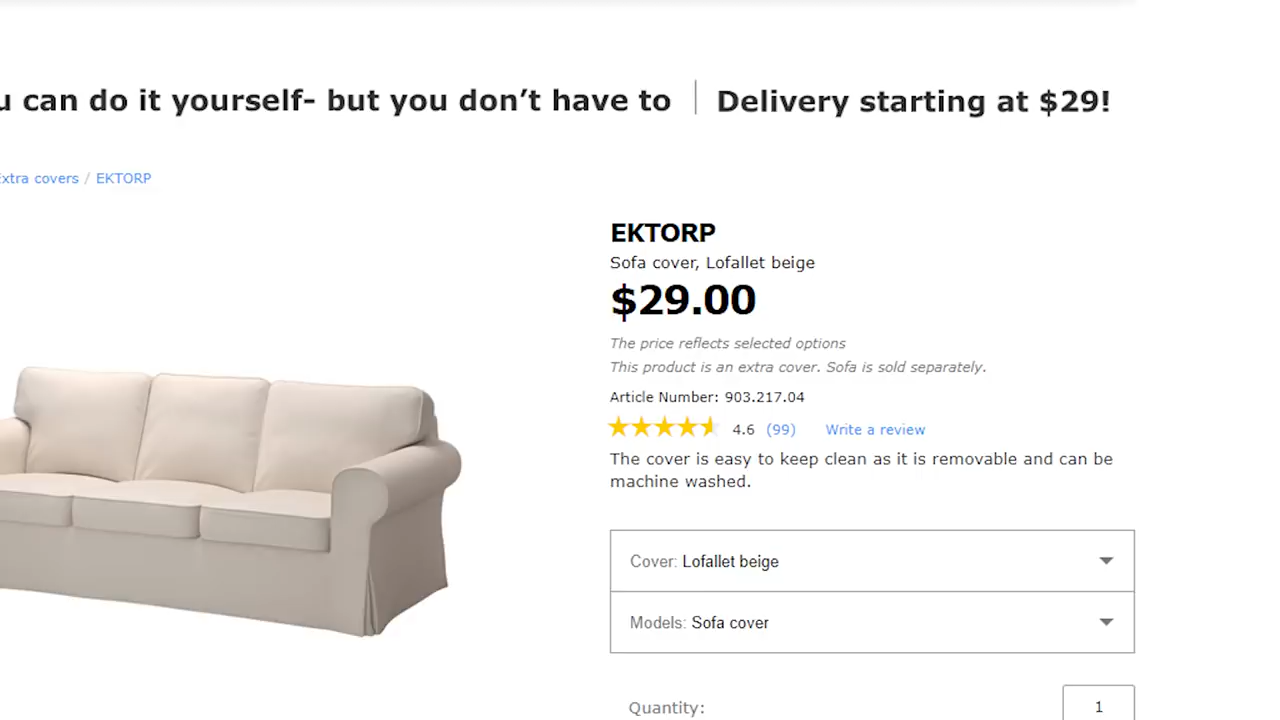 can do it yourself- but you don’t have to
Delivery starting at $29!
covers / EKTORP
EKTORP
Sofa cover, Lofallet beige
$29.00
The price reflects selected options
This product is an extra cover. Sofa is sold separately.
Article Number: 903.217.04
4.6 (99) Write a review
The cover is easy to keep clean as it is removable and can be
machine washed.
Cover: Lofallet beige
Models: Sofa cover
Quantity: 1